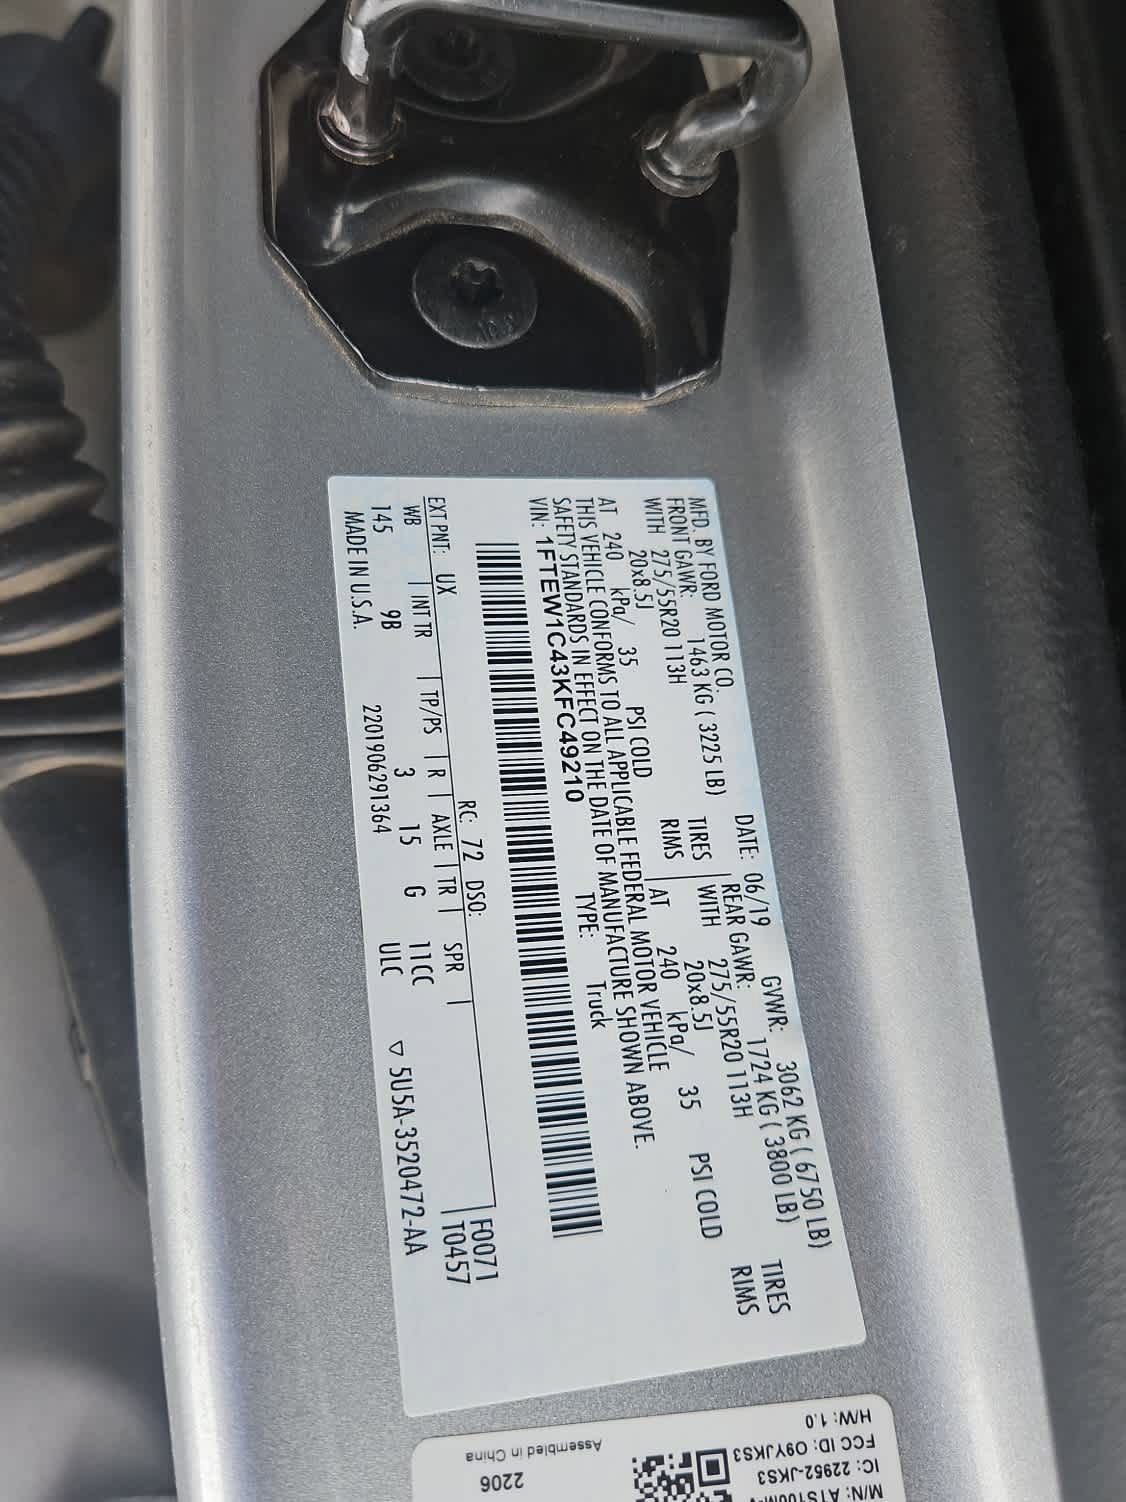 MFD. BY FORD MOTOR CO.
DATE: 06/19 GVWR: 3062 KG ( 6750 LB)
FRONT GAWR: 1463 KG ( 3225 LB) REAR GAWR: 1724 KG ( 3800 LB)
WITH 275/55R20 113H TIRES WITH 275/55R20 113H TIRES
20x8.5J RIMS 20x8.5J RIMS
AT 240 kPa/ 35 PSI COLD AT 240 kPa/ 35 PSI COLD
THIS VEHICLE CONFORMS TO ALL APPLICABLE FEDERAL MOTOR VEHICLE
SAFETY STANDARDS IN EFFECT ON THE DATE OF MANUFACTURE SHOWN ABOVE.
VIN: 1FTEW1C43KFC49210 TYPE: Truck
F0071
EXT PNT: UX RC: 72 DSO: T0457
WB | INT TR | TP/PS | R | AXLE | TR | SPR |
145 9B 3 15 G 11CC
MADE IN U.S.A. 2201906291364 ULC ▽ 5U5A-3520472-AA
IC: 22952-JKS3
FCC ID: O9YJKS3
H/W: 1.0
2206
Assembled in China